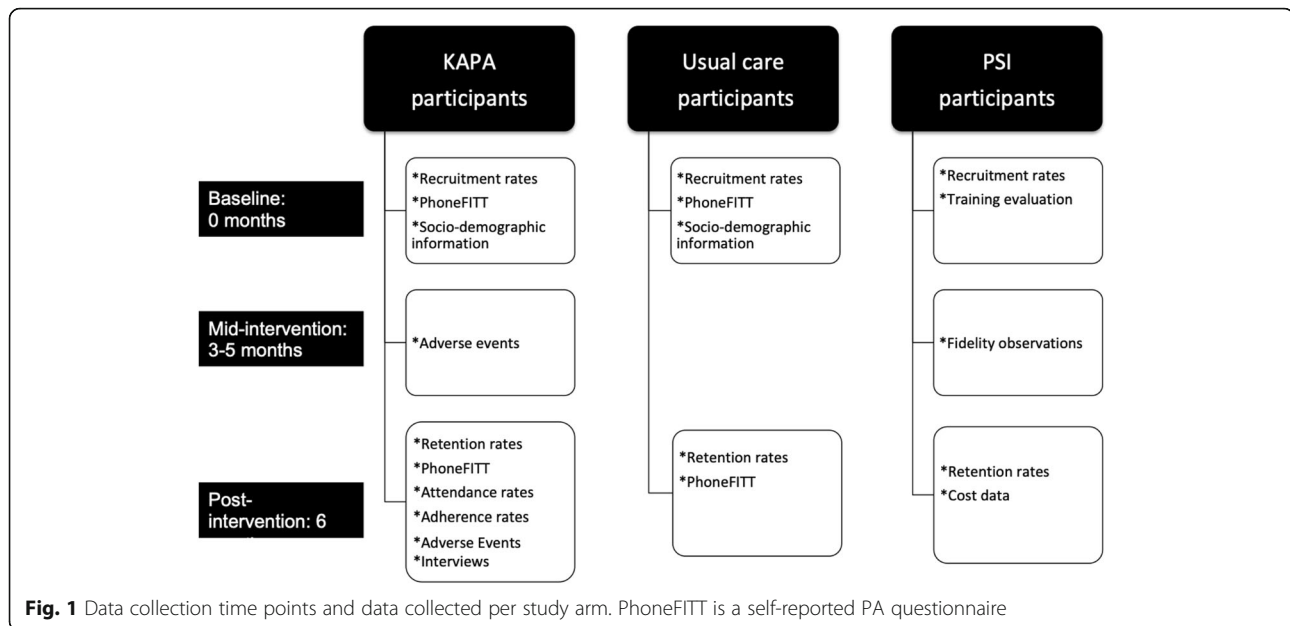 KAPA
participants
Usual care
participants
PSI
participants
Baseline:
0 months
*Recruitment rates
*PhoneFITT
*Socio-demographic
information
*Recruitment rates
*PhoneFITT
*Socio-demographic
information
*Recruitment rates
*Training evaluation
Mid-intervention:
3-5 months
*Adverse events
*Fidelity observations
Post-
intervention: 6
*Retention rates
*PhoneFITT
*Attendance rates
*Adherence rates
*Adverse Events
*Interviews
*Retention rates
*PhoneFITT
*Retention rates
*Cost data
Fig. 1 Data collection time points and data collected per study arm. PhoneFITT is a self-reported PA questionnaire